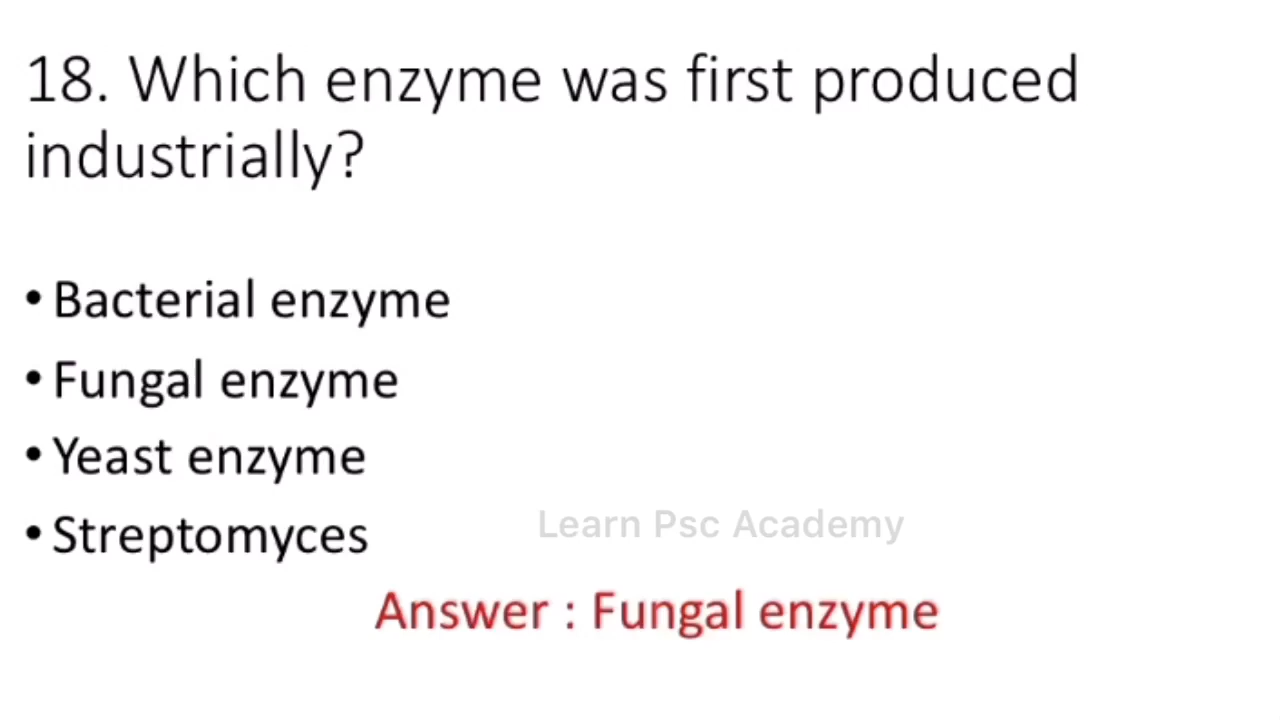 18. Which enzyme was first produced
industrially?
• Bacterial enzyme
• Fungal enzyme
• Yeast enzyme
• Streptomyces
Learn Psc Academy
Answer : Fungal enzyme